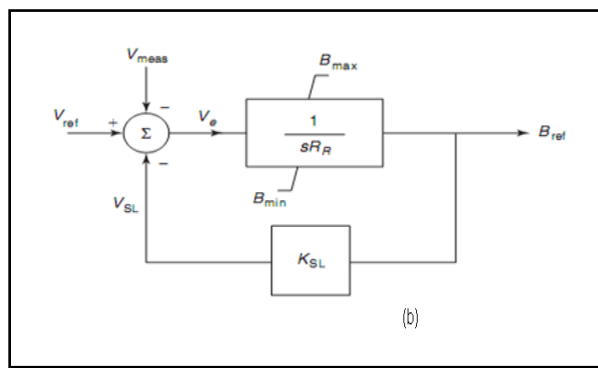 V_meas
B_max
V_ref
+
−
Σ
V_e
1
sR_R
B_ref
−
B_min
V_SL
K_SL
(b)